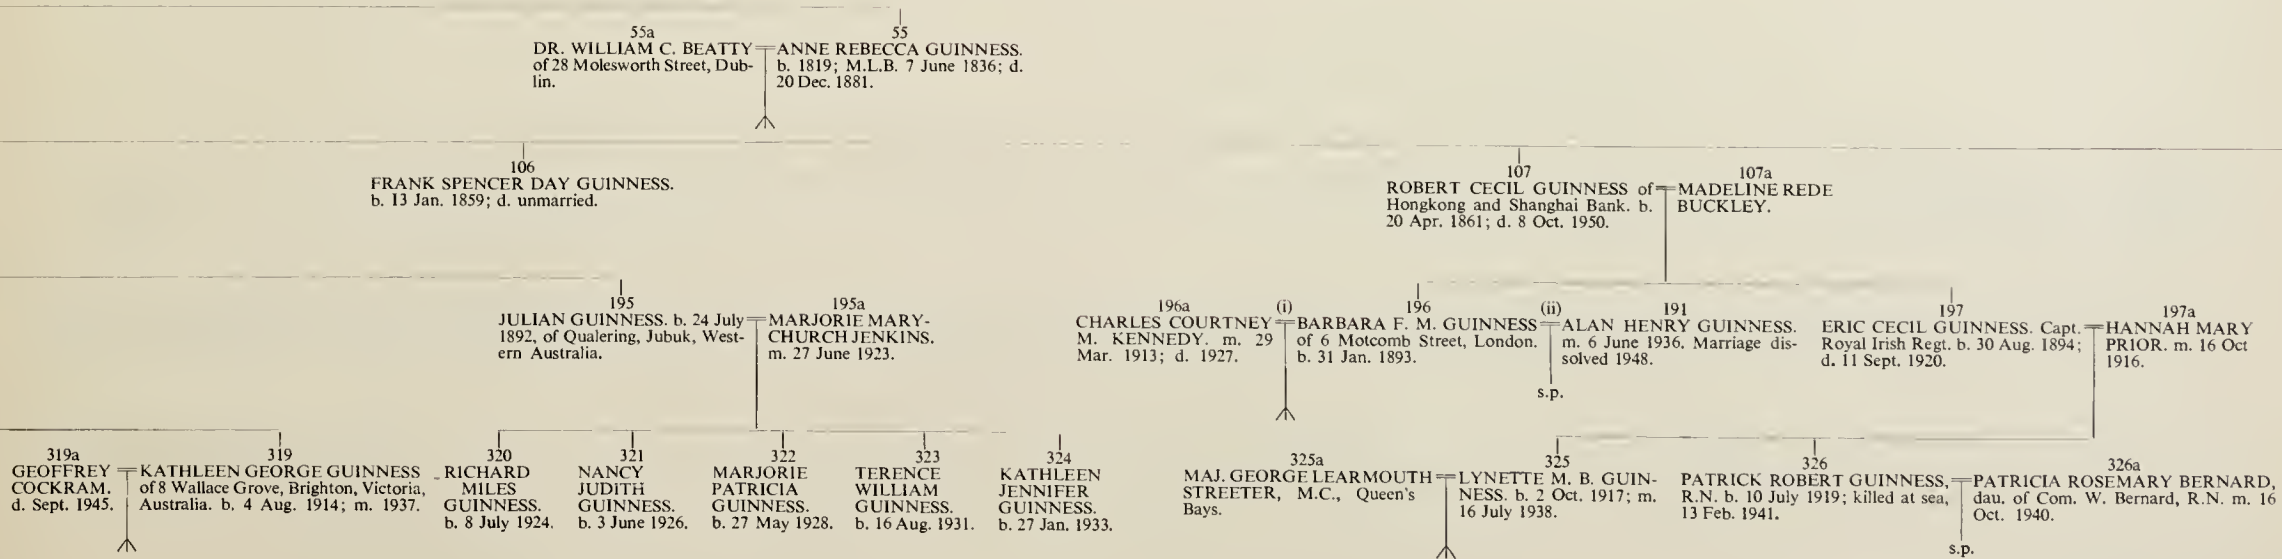 55a
DR. WILLIAM C. BEATTY
of 28 Molesworth Street, Dub-
lin.
55
ANNE REBECCA GUINNESS.
b. 1819; M.L.B. 7 June 1836; d.
20 Dec. 1881.
106
FRANK SPENCER DAY GUINNESS.
b. 13 Jan. 1859; d. unmarried.
107
ROBERT CECIL GUINNESS of
Hongkong and Shanghai Bank. b.
20 Apr. 1861; d. 8 Oct. 1950.
107a
MADELINE REDE
BUCKLEY.
195
JULIAN GUINNESS. b. 24 July
1892, of Qualering, Jubuk, West-
ern Australia.
195a
MARJORIE MARY-
CHURCH JENKINS.
m. 27 June 1923.
196a
CHARLES COURTNEY
M. KENNEDY. m. 29
Mar. 1913; d. 1927.
(i)
196
BARBARA F. M. GUINNESS
of 6 Motcomb Street, London.
b. 31 Jan. 1893.
(ii)
s.p.
191
ALAN HENRY GUINNESS.
m. 6 June 1936. Marriage dis-
solved 1948.
197
ERIC CECIL GUINNESS. Capt.
Royal Irish Regt. b. 30 Aug. 1894;
d. 11 Sept. 1920.
197a
HANNAH MARY
PRIOR. m. 16 Oct
1916.
319a
GEOFFREY
COCKRAM.
d. Sept. 1945.
319
KATHLEEN GEORGE GUINNESS
of 8 Wallace Grove, Brighton, Victoria,
Australia. b. 4 Aug. 1914; m. 1937.
320
RICHARD
MILES
GUINNESS.
b. 8 July 1924.
321
NANCY
JUDITH
GUINNESS.
b. 3 June 1926.
322
MARJORIE
PATRICIA
GUINNESS.
b. 27 May 1928.
323
TERENCE
WILLIAM
GUINNESS.
b. 16 Aug. 1931.
324
KATHLEEN
JENNIFER
GUINNESS.
b. 27 Jan. 1933.
325a
MAJ. GEORGE LEARMOUTH
STREETER, M.C., Queen's
Bays.
325
LYNETTE M. B. GUIN-
NESS. b. 2 Oct. 1917; m.
16 July 1938.
326
PATRICK ROBERT GUINNESS,
R.N. b. 10 July 1919; killed at sea,
13 Feb. 1941.
326a
PATRICIA ROSEMARY BERNARD,
dau. of Com. W. Bernard, R.N. m. 16
Oct. 1940.
s.p.